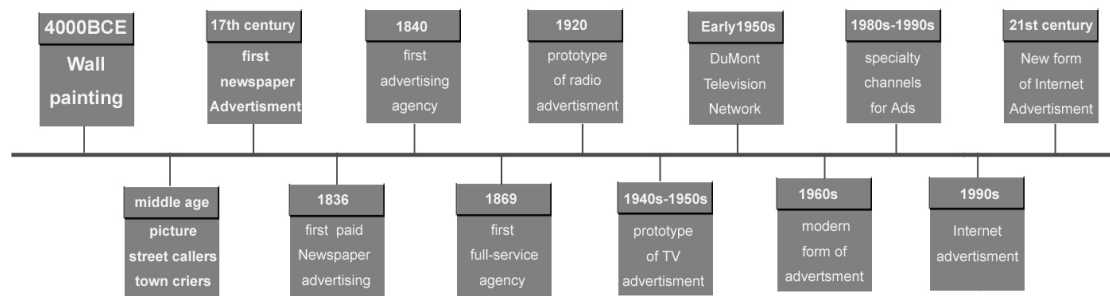 4000BCE
Wall
painting
17th century
first
newspaper
Advertisment
1840
first
advertising
agency
1920
prototype
of radio
advertisment
Early1950s
DuMont
Television
Network
1980s-1990s
specialty
channels
for Ads
21st century
New form
of Internet
Advertisment
middle age
picture
street callers
town criers
1836
first paid
Newspaper
advertising
1869
first
full-service
agency
1940s-1950s
prototype
of TV
advertisment
1960s
modern
form of
advertsment
1990s
Internet
advertisment